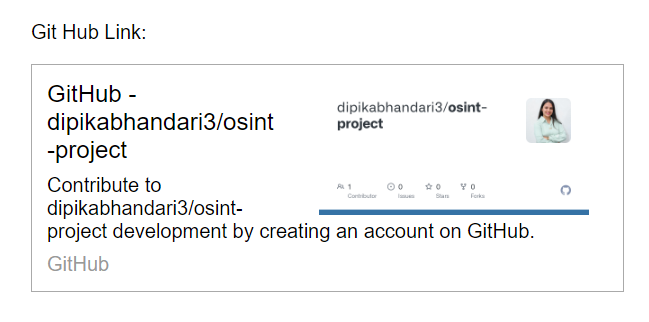 Git Hub Link:
GitHub -
dipikabhandari3/osint
-project
Contribute to
dipikabhandari3/osint-
project development by creating an account on GitHub.
GitHub
dipikabhandari3/osint-
project
1
Contributor
0
Issues
0
Stars
0
Forks